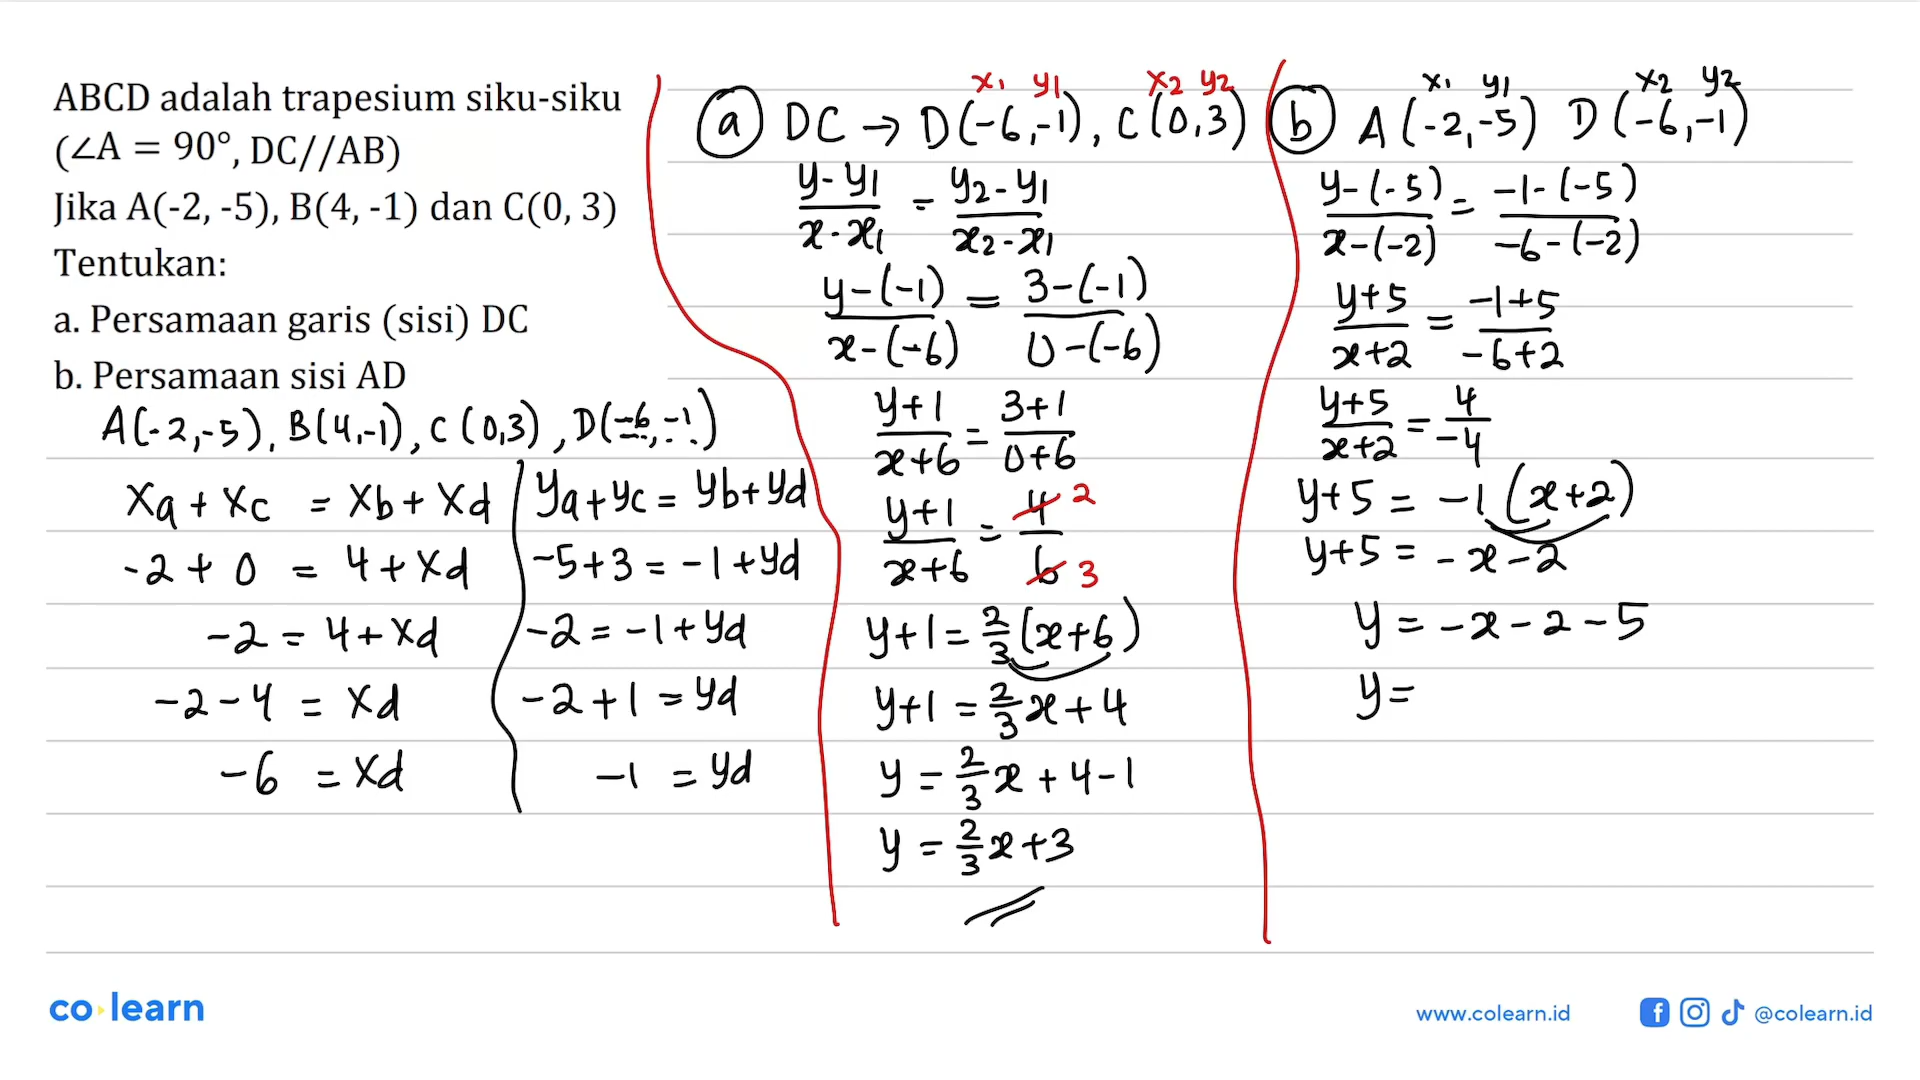 ABCD adalah trapesium siku-siku
(∠A = 90°, DC//AB)
Jika A(-2, -5), B(4, -1) dan C(0, 3)
Tentukan:
a. Persamaan garis (sisi) DC
b. Persamaan sisi AD
A(-2,-5), B(4,-1), C(0,3), D(-6,-1)
xa + xc = xb + xd
-2 + 0 = 4 + xd
-2 = 4 + xd
-2 - 4 = xd
-6 = xd
ya + yc = yb + yd
-5 + 3 = -1 + yd
-2 = -1 + yd
-2 + 1 = yd
-1 = yd
x1 y1 x2 y2
a DC → D(-6,-1), C(0,3)
(y - y1)/(x - x1) = (y2 - y1)/(x2 - x1)
(y-(-1))/(x-(-6)) = (3-(-1))/(0-(-6))
(y+1)/(x+6) = (3+1)/(0+6)
(y+1)/(x+6) = 4/6 2 3
y+1 = 2/3 (x+6)
y+1 = 2/3 x + 4
y = 2/3 x + 4 - 1
y = 2/3 x + 3
x1 y1 x2 y2
b A(-2,-5) D(-6,-1)
(y-(-5))/(x-(-2)) = (-1-(-5))/(-6-(-2))
(y+5)/(x+2) = (-1+5)/(-6+2)
(y+5)/(x+2) = 4/-4
y+5 = -1 (x+2)
y+5 = -x-2
y = -x - 2 - 5
y =
co learn
www.colearn.id
@colearn.id